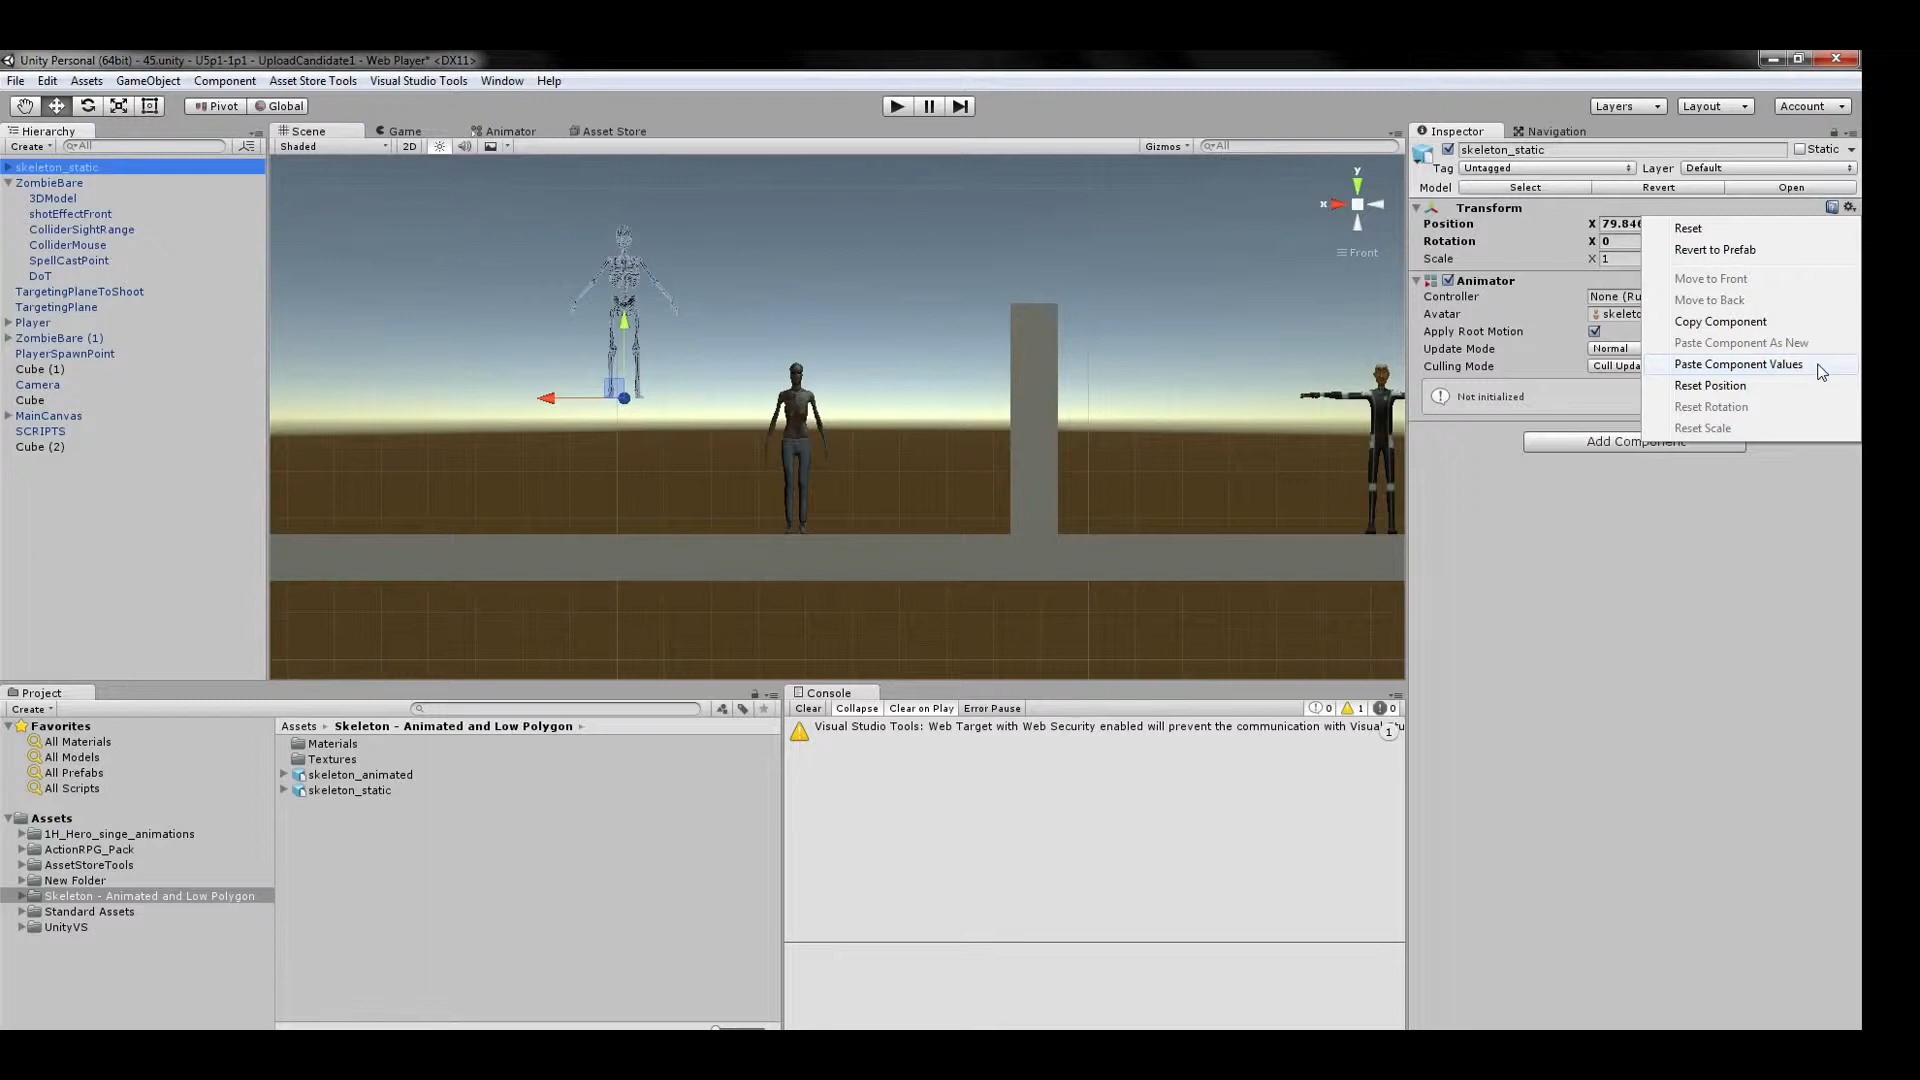 Unity Personal (64bit) - 45.unity - U5p1-1p1 - UploadCandidate1 - Web Player* <DX11>
File Edit Assets GameObject Component Asset Store Tools Visual Studio Tools Window Help
Pivot Global Layers Layout Account
Hierarchy
Create All
skeleton_static
ZombieBare
3DModel
shotEffectFront
ColliderSightRange
ColliderMouse
SpellCastPoint
DoT
TargetingPlaneToShoot
TargetingPlane
Player
ZombieBare (1)
PlayerSpawnPoint
Cube (1)
Camera
Cube
MainCanvas
SCRIPTS
Cube (2)
Scene Game Animator Asset Store
Shaded 2D Gizmos All
y
x
Front
Inspector Navigation
skeleton_static Static
Tag Untagged Layer Default
Model Select Revert Open
Transform
Position X 79.846
Rotation X 0
Scale X 1
Animator
Controller None (Ru
Avatar skeleto
Apply Root Motion
Update Mode Normal
Culling Mode Cull Upda
Not initialized
Add Component
Reset
Revert to Prefab
Move to Front
Move to Back
Copy Component
Paste Component As New
Paste Component Values
Reset Position
Reset Rotation
Reset Scale
Project
Create
Favorites
All Materials
All Models
All Prefabs
All Scripts
Assets
1H_Hero_singe_animations
ActionRPG_Pack
AssetStoreTools
New Folder
Skeleton - Animated and Low Polygon
Standard Assets
UnityVS
Assets Skeleton - Animated and Low Polygon
Materials
Textures
skeleton_animated
skeleton_static
Console
Clear Collapse Clear on Play Error Pause 0 1 0
Visual Studio Tools: Web Target with Web Security enabled will prevent the communication with Visual Stu
1